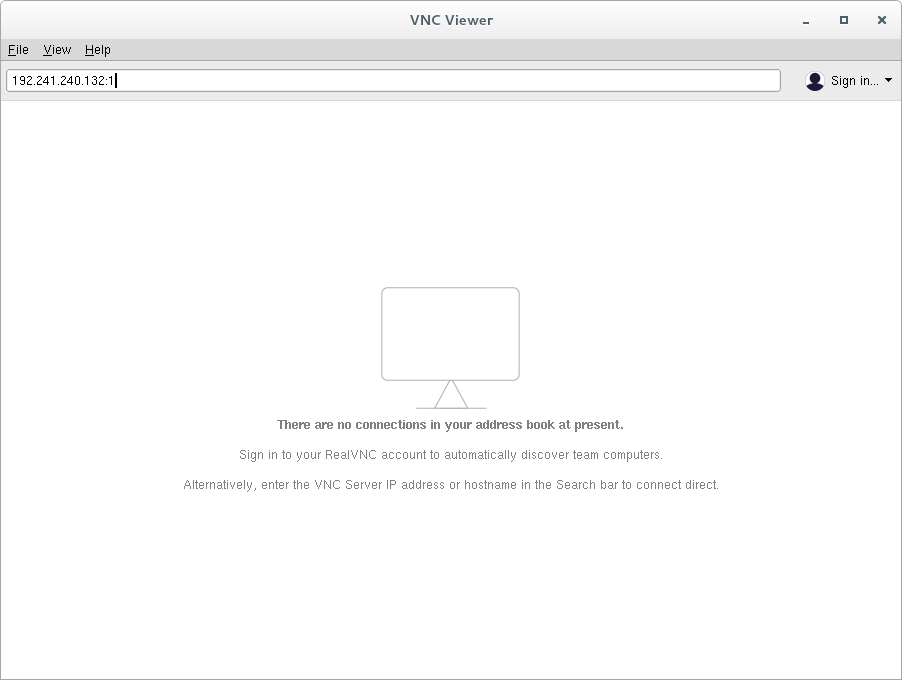 VNC Viewer
File View Help
192.241.240.132:1
Sign in...
There are no connections in your address book at present.
Sign in to your RealVNC account to automatically discover team computers.
Alternatively, enter the VNC Server IP address or hostname in the Search bar to connect direct.